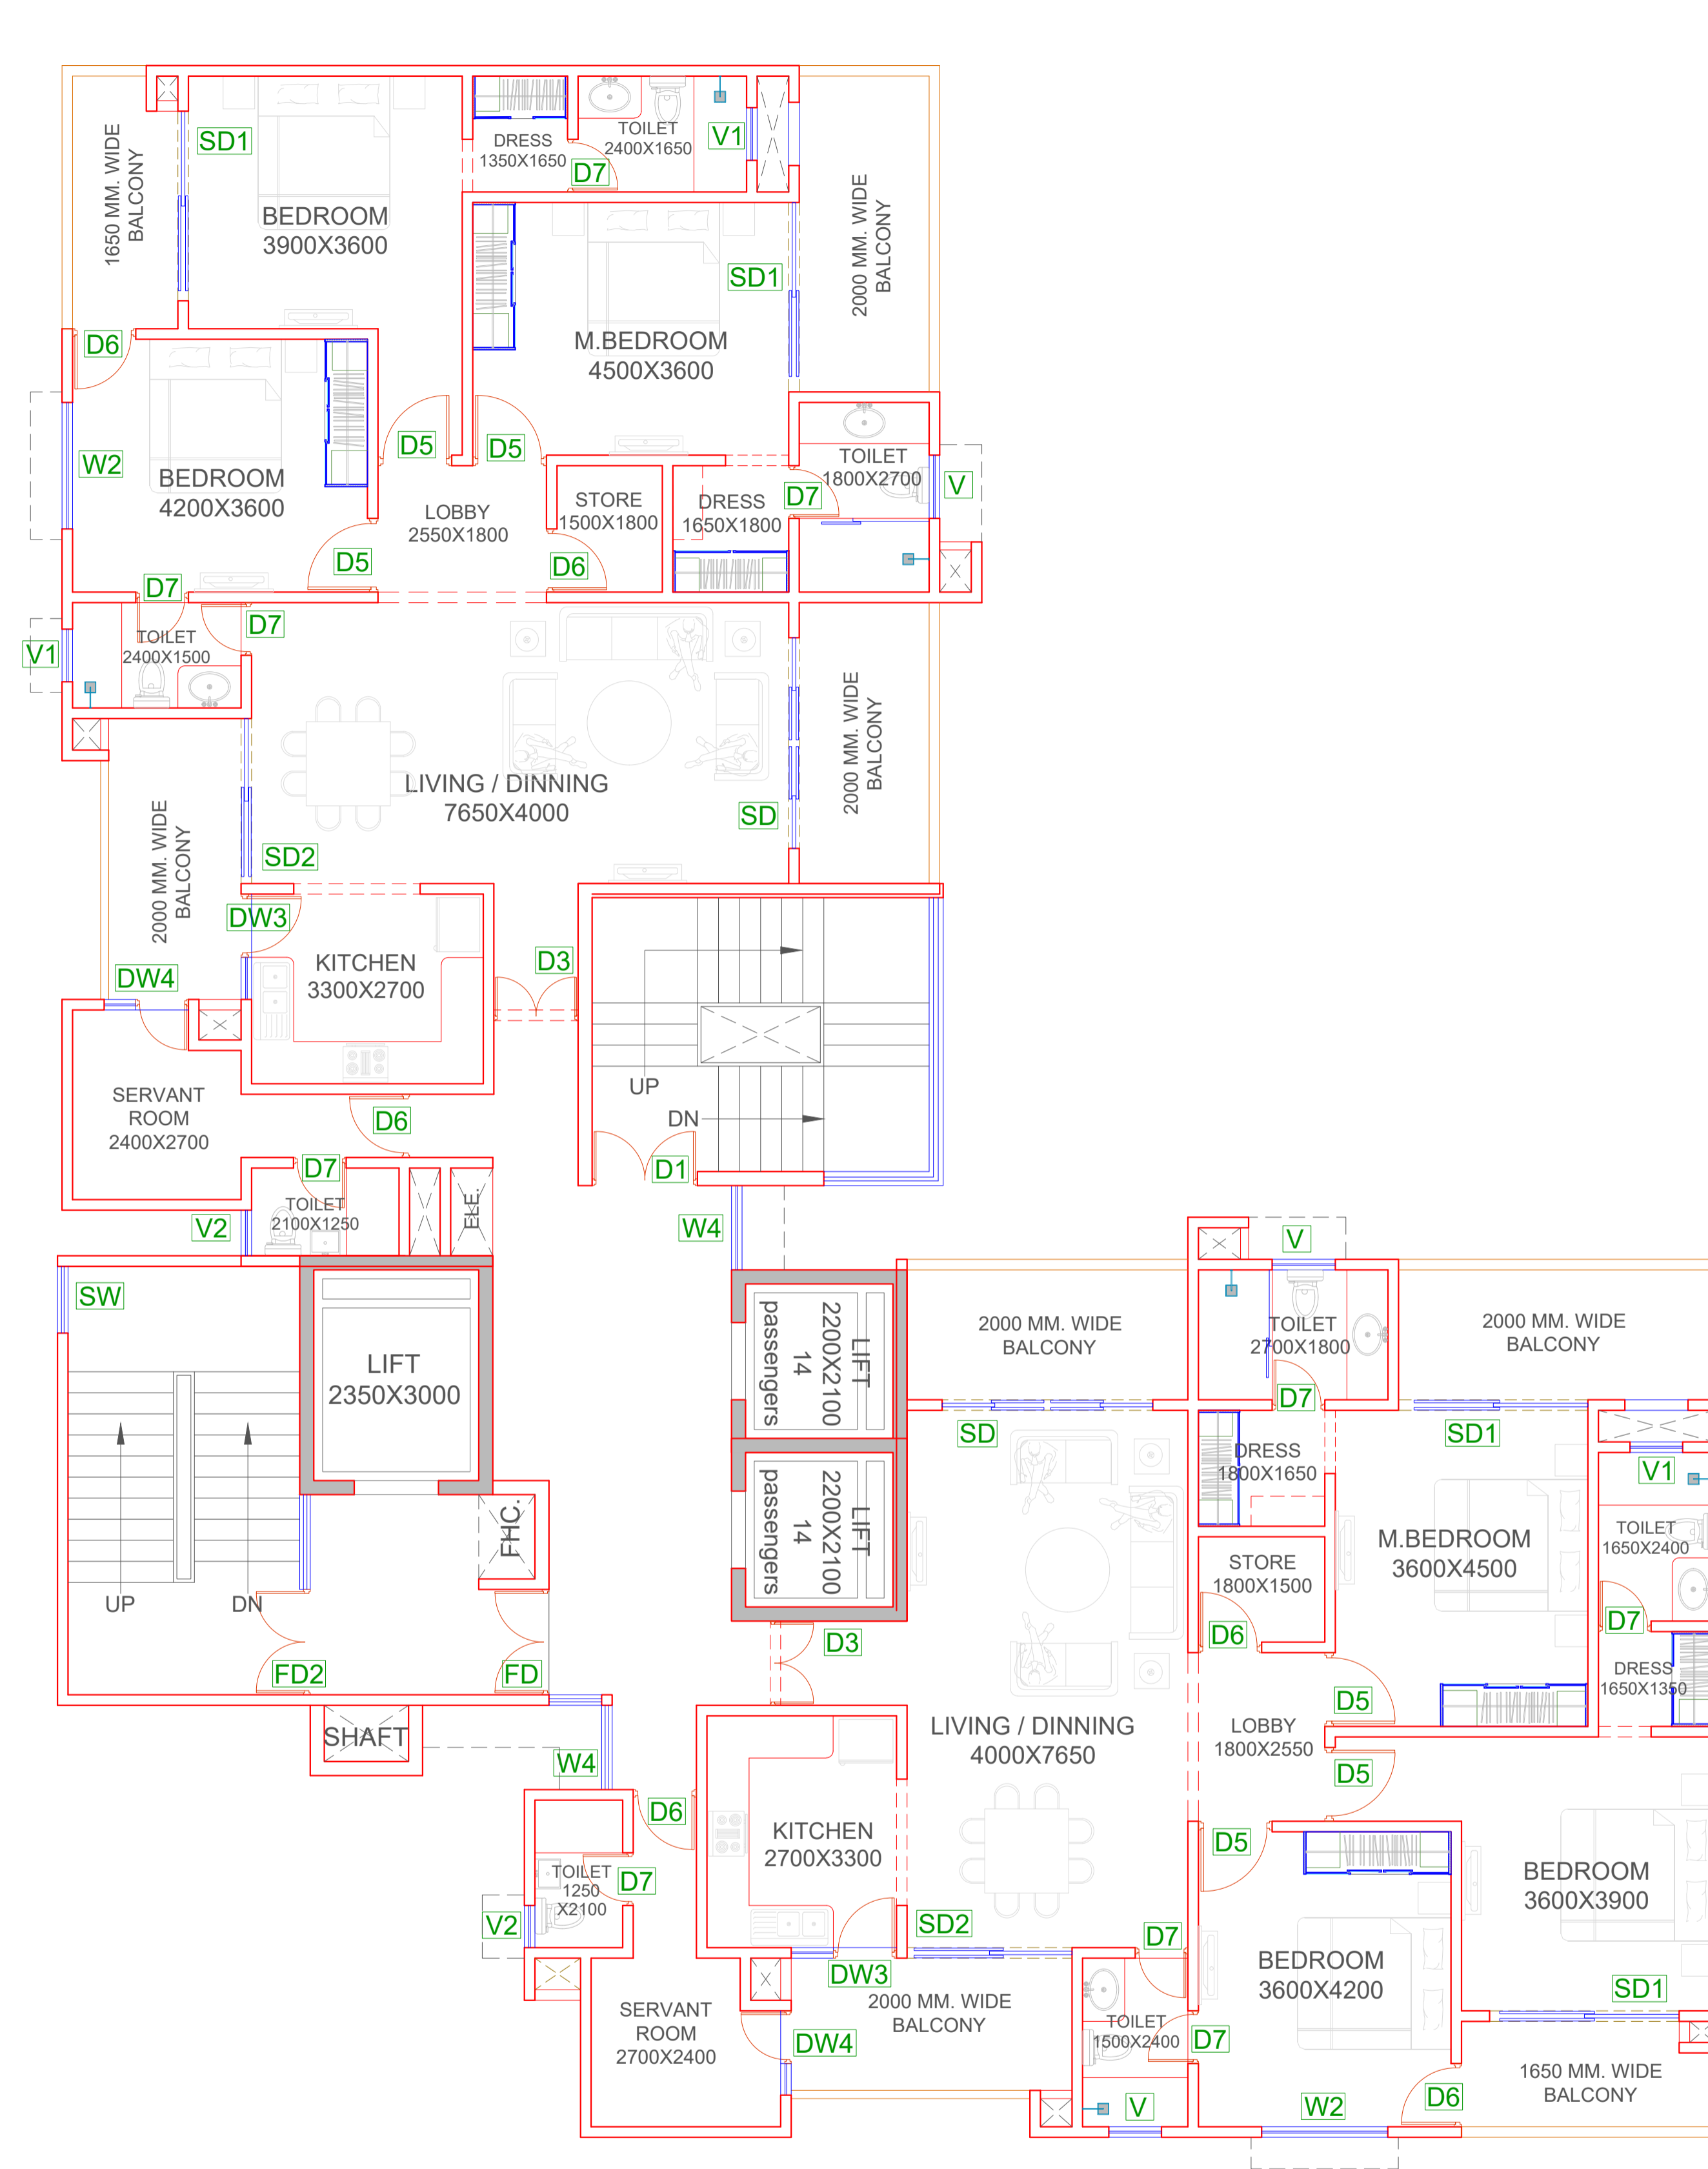 1650 MM. WIDE
BALCONY
SD1
BEDROOM
3900X3600
DRESS
1350X1650
D7
TOILET
2400X1650
V1
2000 MM. WIDE
BALCONY
SD1
M.BEDROOM
4500X3600
D6
W2
BEDROOM
4200X3600
D5
D5
D5
LOBBY
2550X1800
STORE
1500X1800
D6
DRESS
1650X1800
D7
TOILET
1800X2700
V
D7
D7
V1
TOILET
2400X1500
2000 MM. WIDE
BALCONY
LIVING / DINNING
7650X4000
SD
SD2
2000 MM. WIDE
BALCONY
DW3
DW4
KITCHEN
3300X2700
D3
UP
DN
D1
SERVANT
ROOM
2400X2700
D6
D7
TOILET
2100X1250
ELE.
V2
W4
SW
LIFT
2350X3000
LIFT
2200X2100
14
passengers
LIFT
2200X2100
14
passengers
FHC.
UP
DN
FD2
FD
SHAFT
W4
D3
2000 MM. WIDE
BALCONY
V
TOILET
2700X1800
D7
2000 MM. WIDE
BALCONY
SD
SD1
DRESS
1800X1650
V1
M.BEDROOM
3600X4500
TOILET
1650X2400
STORE
1800X1500
D6
D7
DRESS
1650X1350
D5
LIVING / DINNING
4000X7650
LOBBY
1800X2550
D5
D6
KITCHEN
2700X3300
D5
TOILET
1250
X2100
D7
V2
BEDROOM
3600X3900
SD2
D7
BEDROOM
3600X4200
DW3
SD1
2000 MM. WIDE
BALCONY
SERVANT
ROOM
2700X2400
DW4
TOILET
1500X2400
D7
V
W2
D6
1650 MM. WIDE
BALCONY